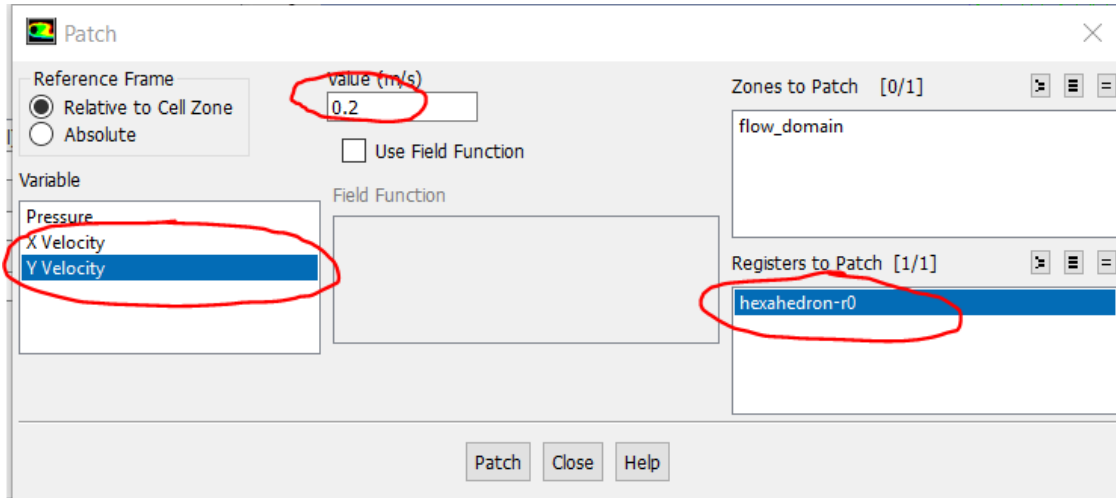 Patch
Reference Frame
Relative to Cell Zone
Absolute
Variable
Pressure
X Velocity
Y Velocity
Value (m/s)
0.2
Use Field Function
Field Function
Zones to Patch [0/1]
flow_domain
Registers to Patch [1/1]
hexahedron-r0
Patch Close Help